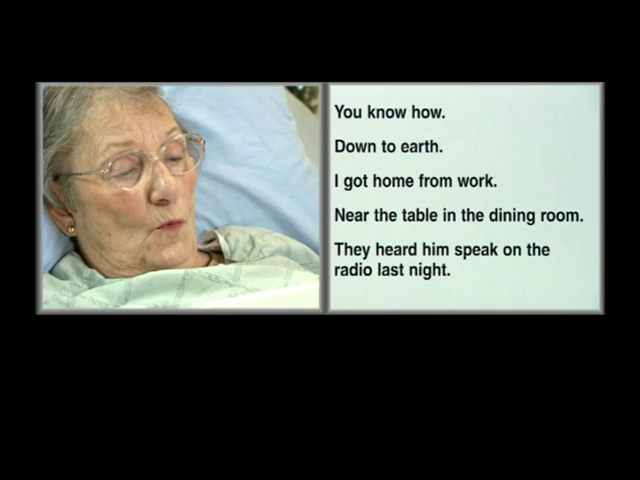 You know how.
Down to earth.
I got home from work.
Near the table in the dining room.
They heard him speak on the
radio last night.